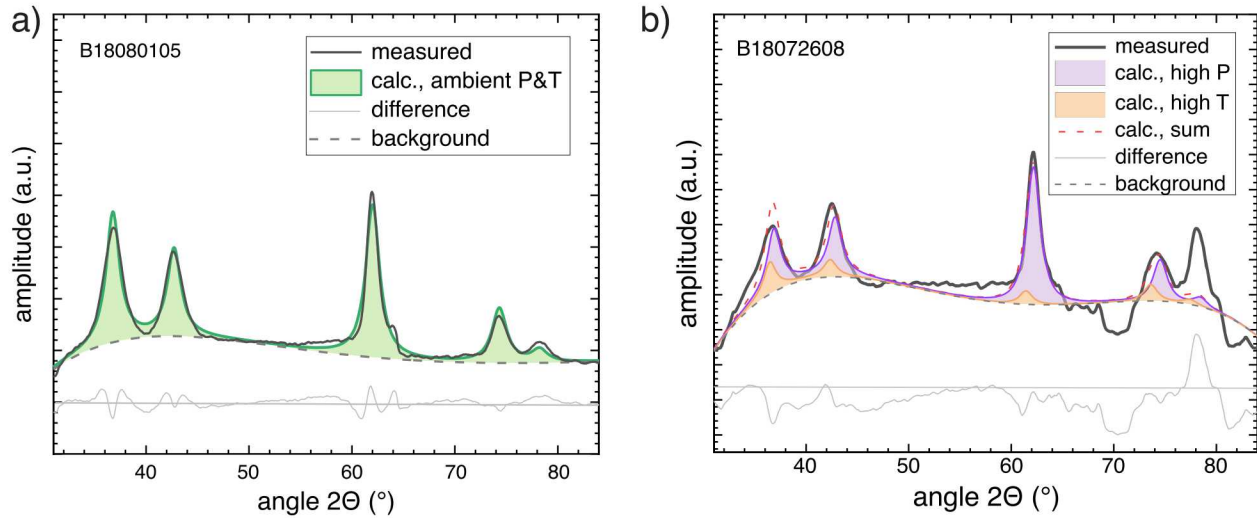 a)
B18080105
measured
calc., ambient P&T
difference
background
amplitude (a.u.)
40
50
60
70
80
angle 2Θ (°)
b)
B18072608
measured
calc., high P
calc., high T
calc., sum
difference
background
amplitude (a.u.)
40
50
60
70
80
angle 2Θ (°)